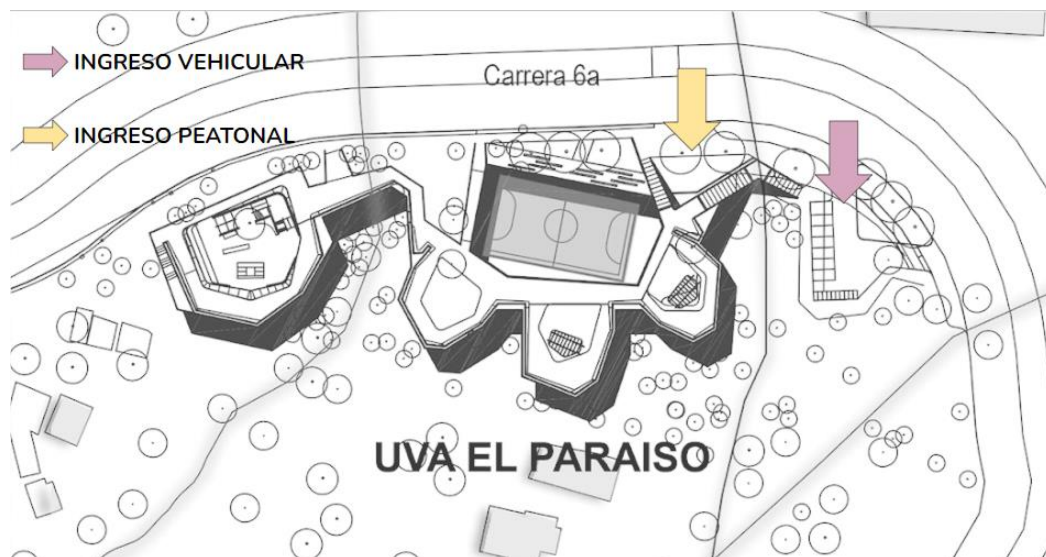 INGRESO VEHICULAR
Carrera 6a
INGRESO PEATONAL
UVA EL PARAISO